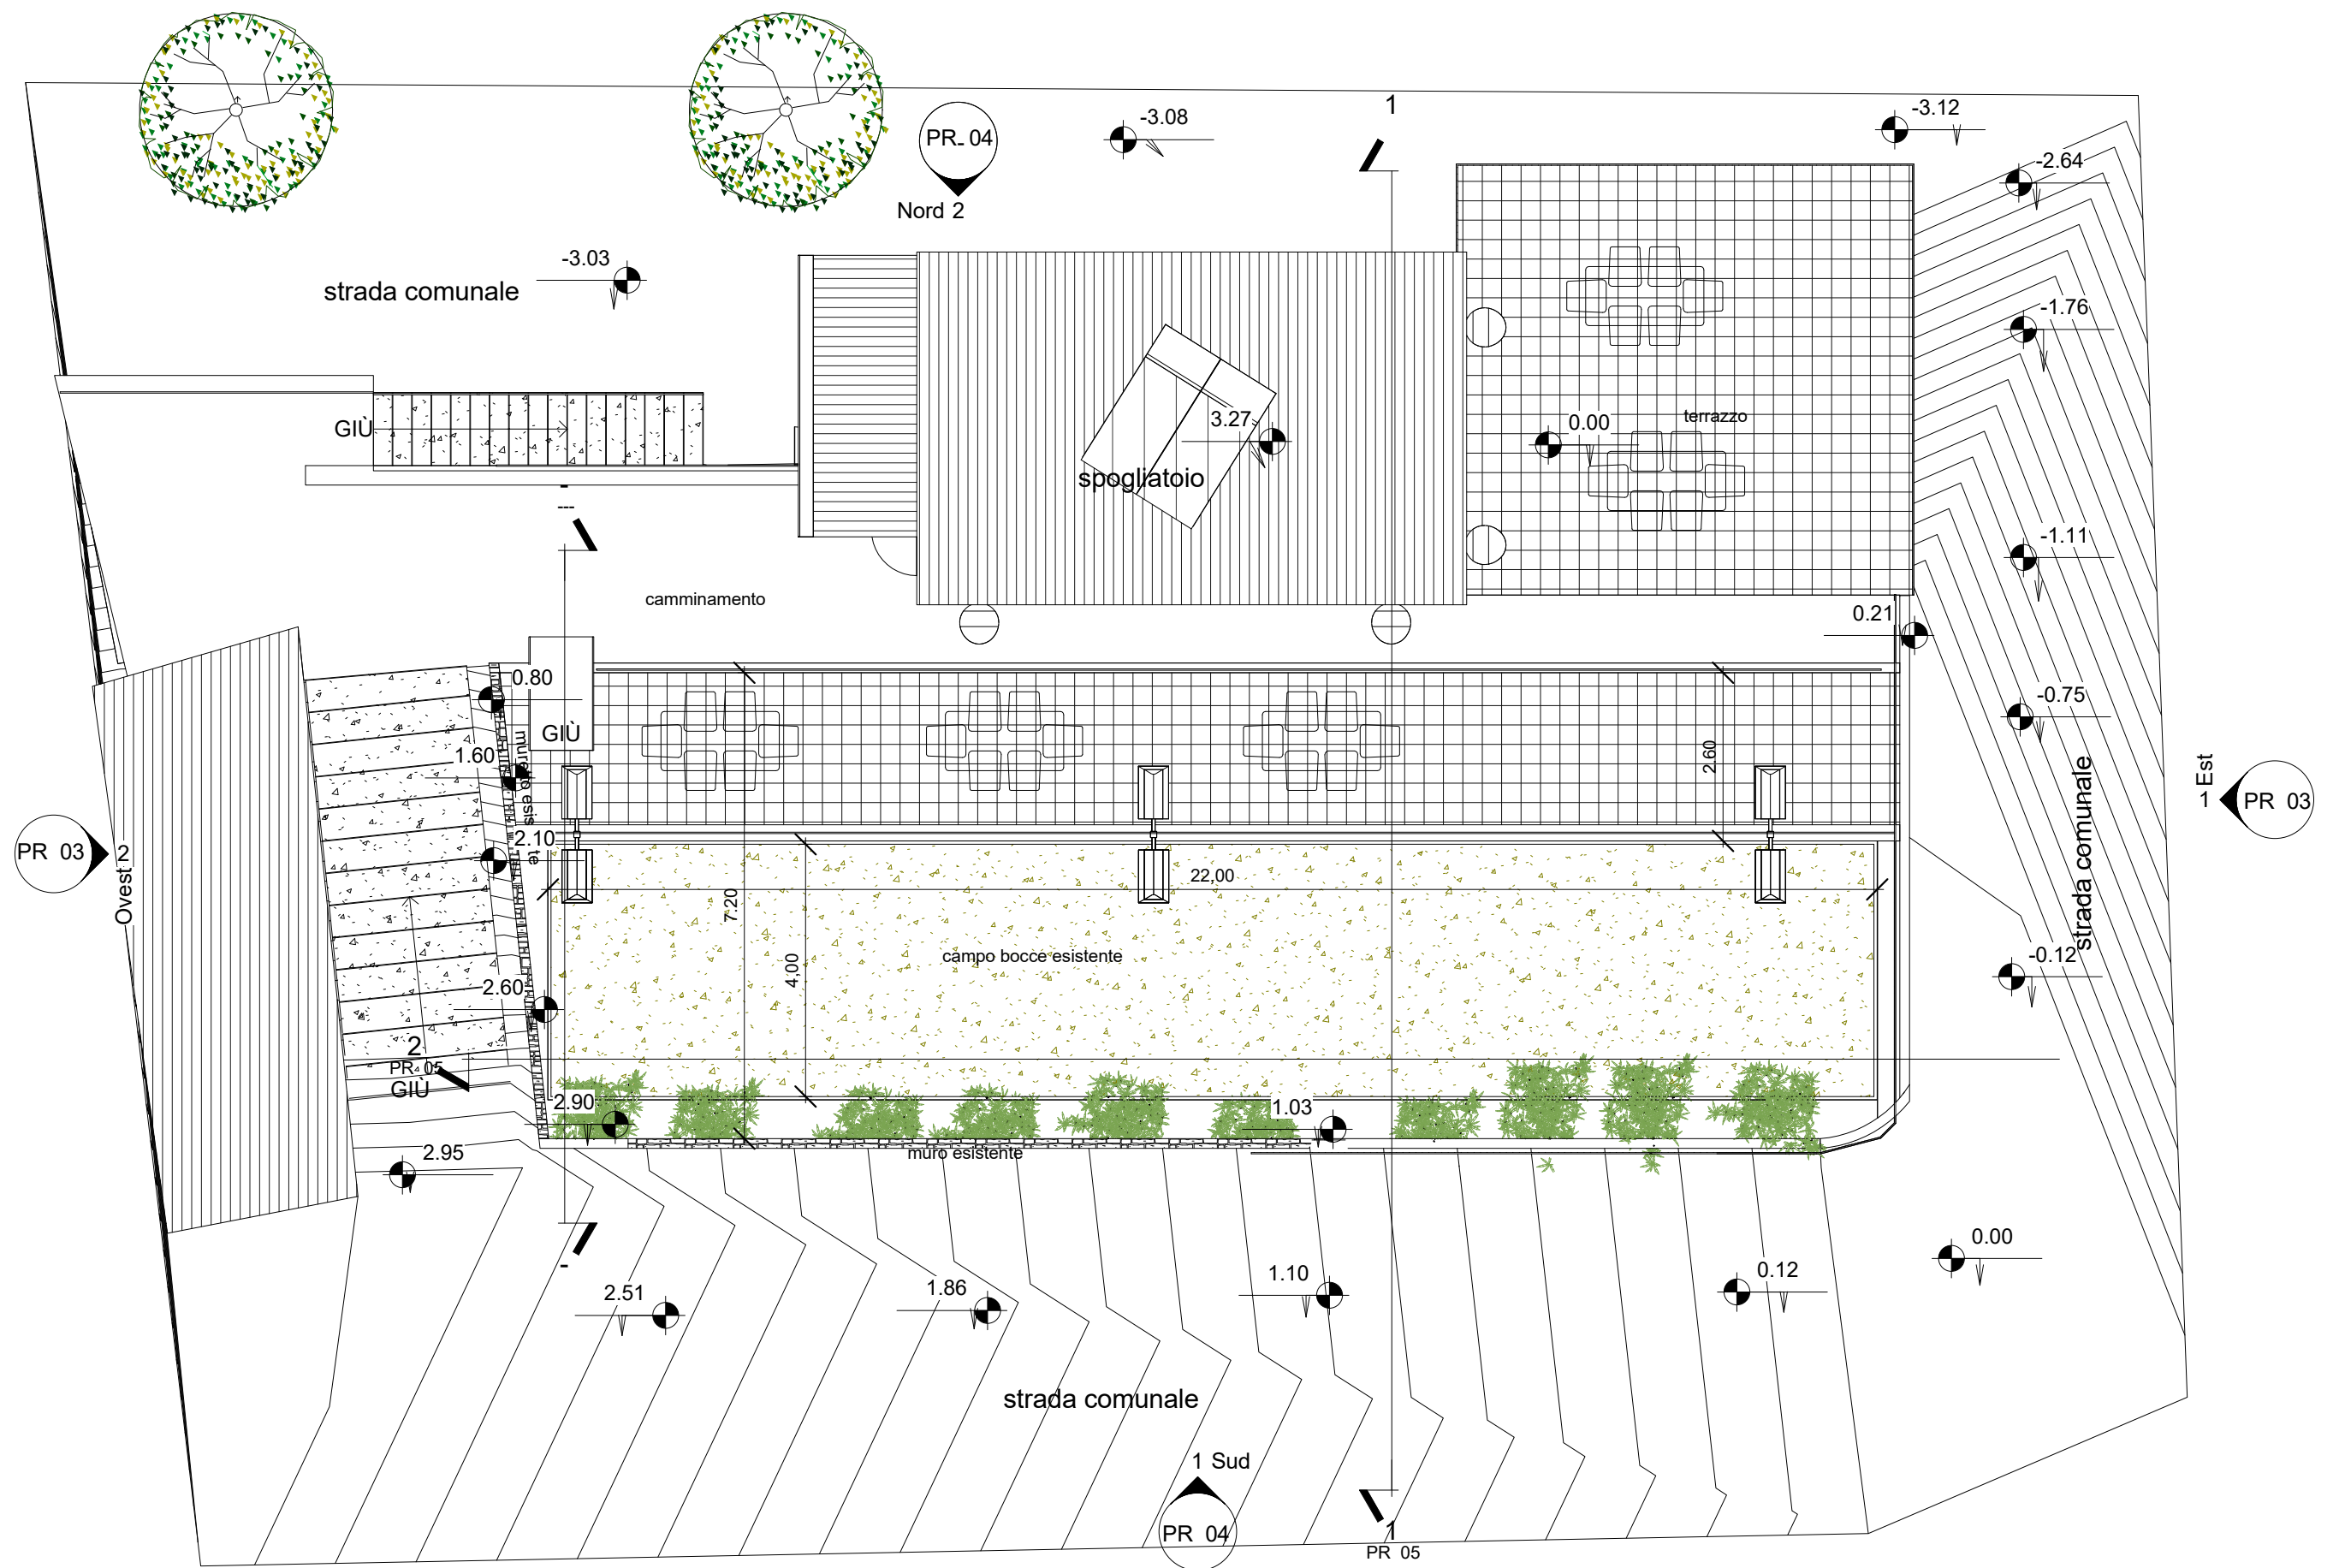 1
-3.08
-3.12
PR 04
-2.64
Nord 2
-3.03
strada comunale
-1.76
GIÙ
3.27
0.00
terrazzo
spogliatoio
-
---
-1.11
camminamento
0.21
0.80
-0.75
GIÙ
1.60
2.60
muretto
strada comunale
1 Est
PR 03
PR 03
2
Ovest
2.10
22,00
7.20
4,00
campo bocce esistente
-0.12
2.60
2
PR 05
GIÙ
2.90
1.03
2.95
muro esistente
0.00
-
2.51
1.86
1.10
0.12
strada comunale
1 Sud
PR 04
1
PR 05